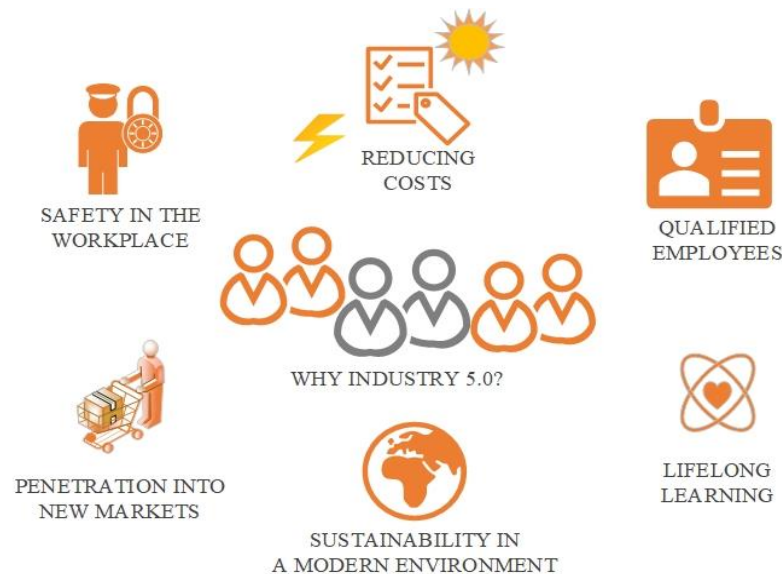 REDUCING
COSTS
SAFETY IN THE
WORKPLACE
QUALIFIED
EMPLOYEES
WHY INDUSTRY 5.0?
PENETRATION INTO
NEW MARKETS
LIFELONG
LEARNING
SUSTAINABILITY IN
A MODERN ENVIRONMENT